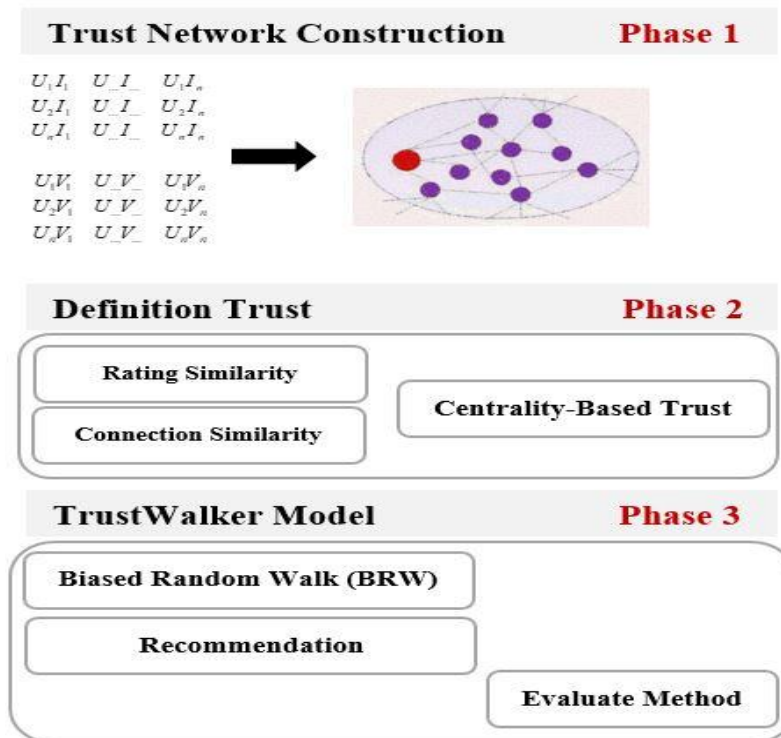 Trust Network Construction Phase 1
U₁I₁ U_I_ U₁Iₙ
U₂I₁ U_I_ U₂Iₙ
UₙI₁ U_I_ UₙIₙ
U₁V₁ U_V_ U₁Vₙ
U₂V₁ U_V_ U₂Vₙ
UₙV₁ U_V_ UₙVₙ
Definition Trust Phase 2
Rating Similarity
Centrality-Based Trust
Connection Similarity
TrustWalker Model Phase 3
Biased Random Walk (BRW)
Recommendation
Evaluate Method